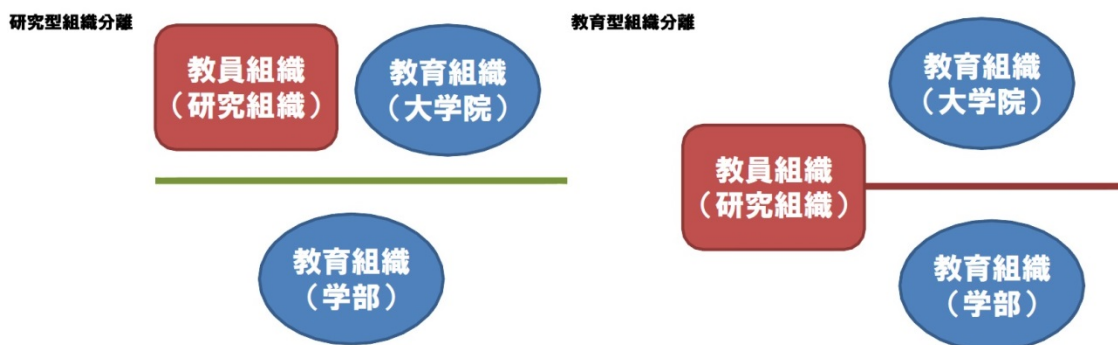 研究型組織分離
教員組織
（研究組織）
教育組織
（大学院）
教育組織
（学部）
教育型組織分離
教育組織
（大学院）
教員組織
（研究組織）
教育組織
（学部）